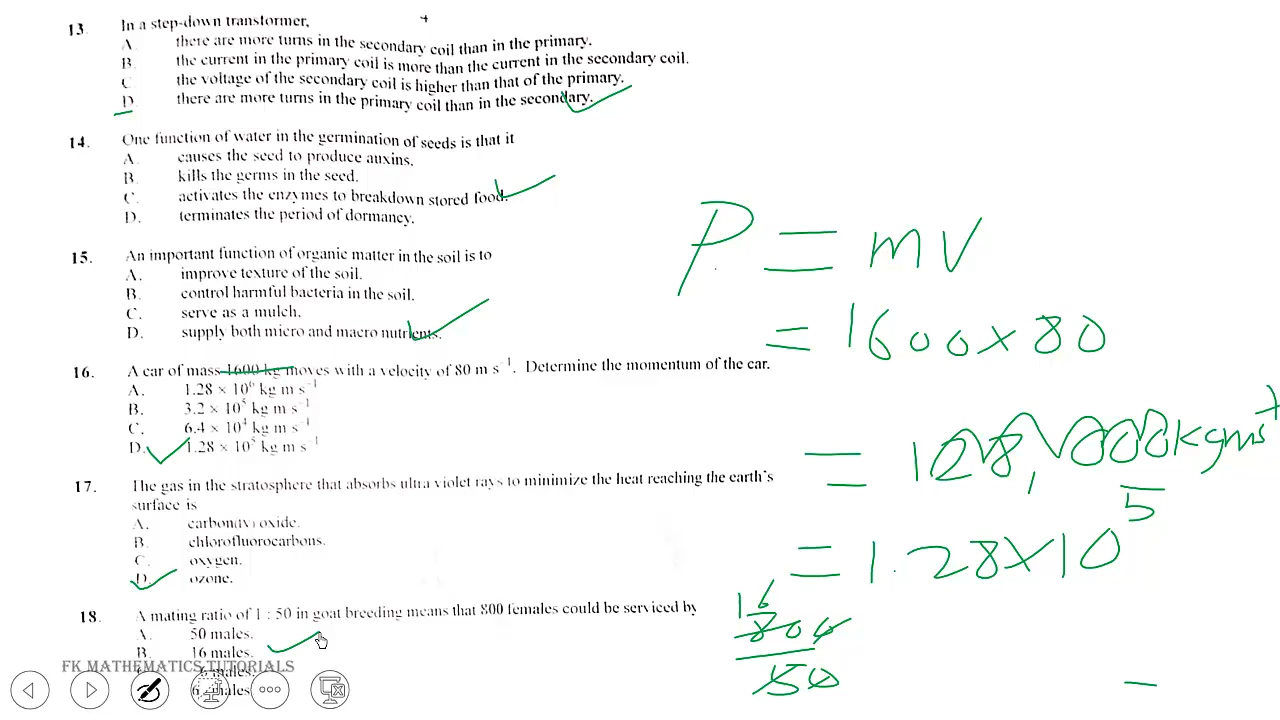 13. In a step-down transformer,
A. there are more turns in the secondary coil than in the primary.
B. the current in the primary coil is more than the current in the secondary coil.
C. the voltage of the secondary coil is higher than that of the primary.
D. there are more turns in the primary coil than in the secondary.
14. One function of water in the germination of seeds is that it
A. causes the seed to produce auxins.
B. kills the germs in the seed.
C. activates the enzymes to breakdown stored food.
D. terminates the period of dormancy.
15. An important function of organic matter in the soil is to
A. improve texture of the soil.
B. control harmful bacteria in the soil.
C. serve as a mulch.
D. supply both micro and macro nutrients.
16. A car of mass 1600 kg moves with a velocity of 80 m s⁻¹. Determine the momentum of the car.
A. 1.28 × 10⁶ kg m s⁻¹
B. 3.2 × 10⁵ kg m s⁻¹
C. 6.4 × 10⁴ kg m s⁻¹
D. 1.28 × 10⁵ kg m s⁻¹
17. The gas in the stratosphere that absorbs ultra violet rays to minimize the heat reaching the earth's
surface is
A. carbondioxide.
B. chlorofluorocarbons.
C. oxygen.
D. ozone.
18. A mating ratio of 1 : 50 in goat breeding means that 800 females could be serviced by
A. 50 males.
B. 16 males.
males.
males
FK MATHEMATICS TUTORIALS
P = mv
= 1600 × 80
= 128,000 kgms⁻¹
= 1.28 × 10⁵
16
800
50